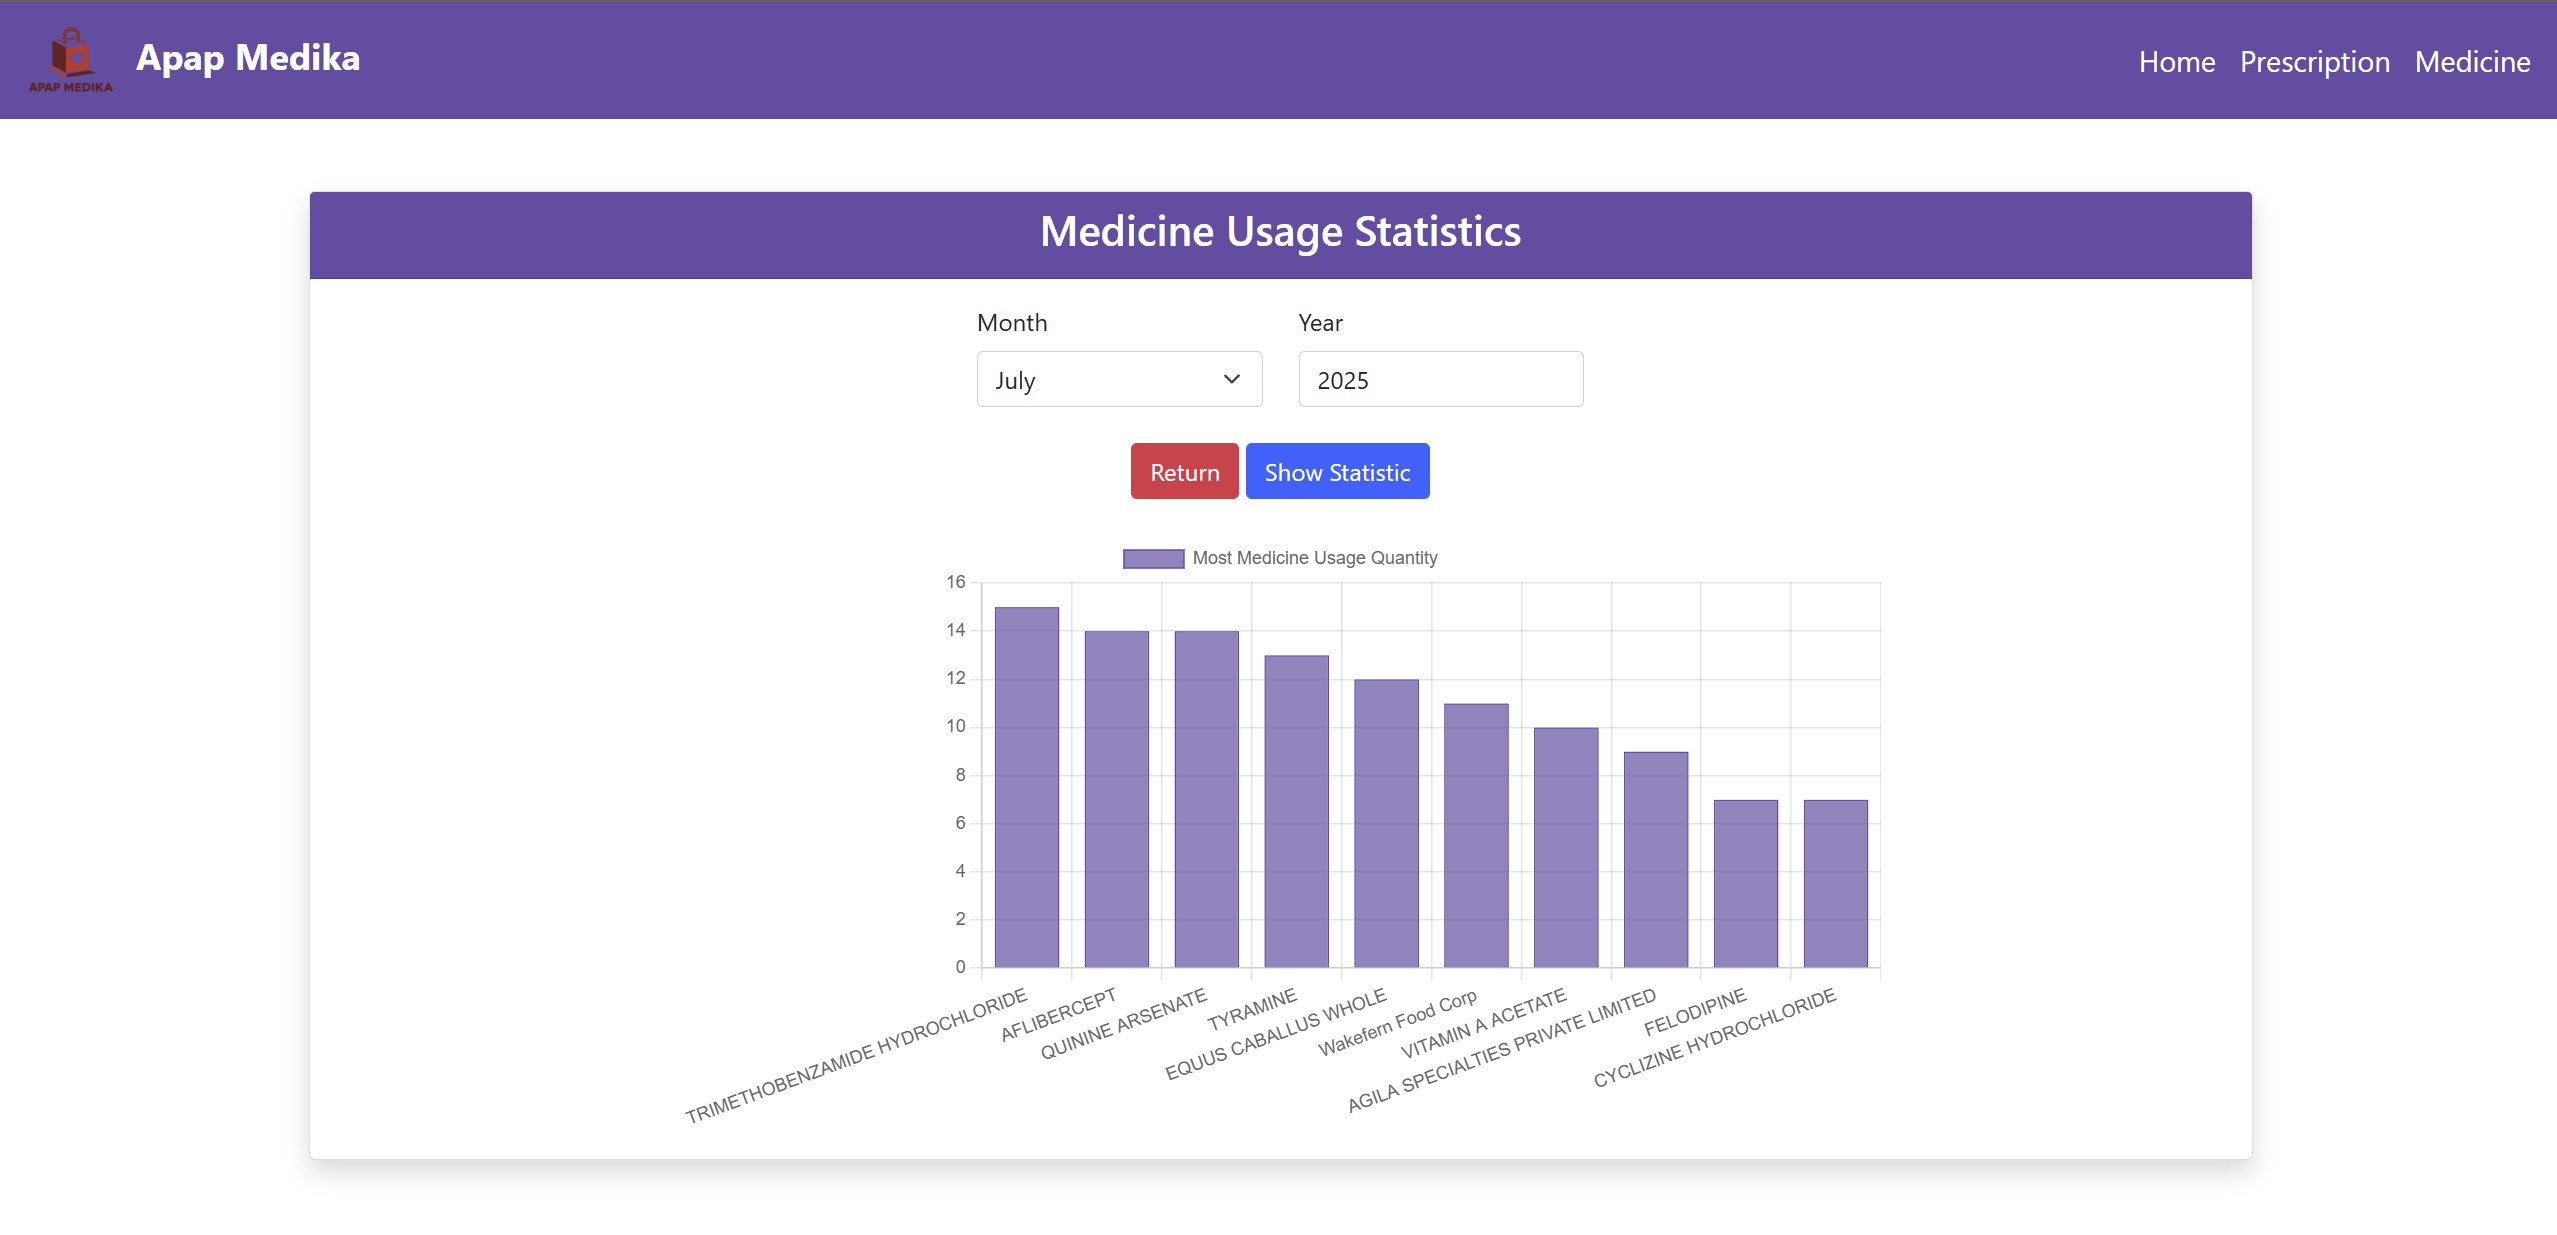 APAP MEDIKA
Apap Medika
Home Prescription Medicine
Medicine Usage Statistics
Month Year
July 2025
Return Show Statistic
Most Medicine Usage Quantity
16
14
12
10
8
6
4
2
0
TRIMETHOBENZAMIDE HYDROCHLORIDE
AFLIBERCEPT
QUININE ARSENATE
TYRAMINE
EQUUS CABALLUS WHOLE
Wakefern Food Corp
VITAMIN A ACETATE
AGILA SPECIALTIES PRIVATE LIMITED
FELODIPINE
CYCLIZINE HYDROCHLORIDE